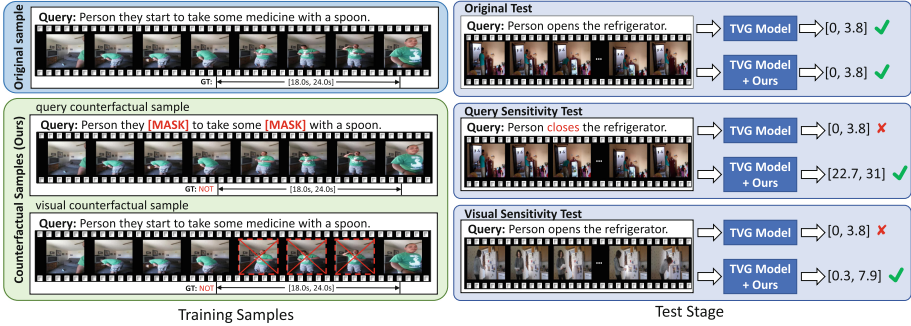 Original sample
Query: Person they start to take some medicine with a spoon.
GT: [18.0s, 24.0s]
Counterfactual Samples (Ours)
query counterfactual sample
Query: Person they [MASK] to take some [MASK] with a spoon.
GT: NOT [18.0s, 24.0s]
visual counterfactual sample
Query: Person they start to take some medicine with a spoon.
GT: NOT [18.0s, 24.0s]
Training Samples
Original Test
Query: Person opens the refrigerator.
...
TVG Model
[0, 3.8]
TVG Model
+ Ours
[0, 3.8]
Query Sensitivity Test
Query: Person closes the refrigerator.
...
TVG Model
[0, 3.8]
TVG Model
+ Ours
[22.7, 31]
Visual Sensitivity Test
Query: Person opens the refrigerator.
...
TVG Model
[0, 3.8]
TVG Model
+ Ours
[0.3, 7.9]
Test Stage